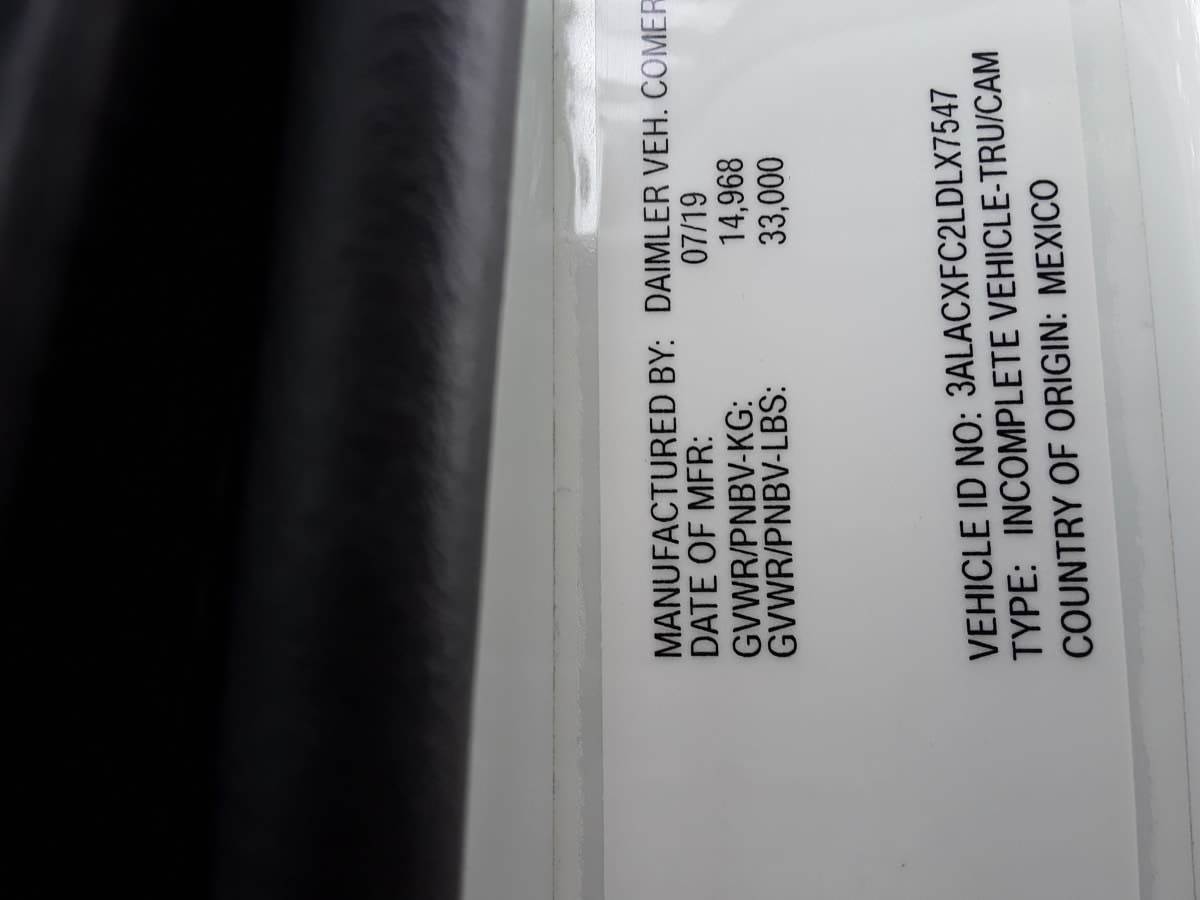 MANUFACTURED BY: DAIMLER VEH. COMER
DATE OF MFR: 07/19
GVWR/PNBV-KG: 14,968
GVWR/PNBV-LBS: 33,000
VEHICLE ID NO: 3ALACXFC2LDLX7547
TYPE: INCOMPLETE VEHICLE-TRU/CAM
COUNTRY OF ORIGIN: MEXICO